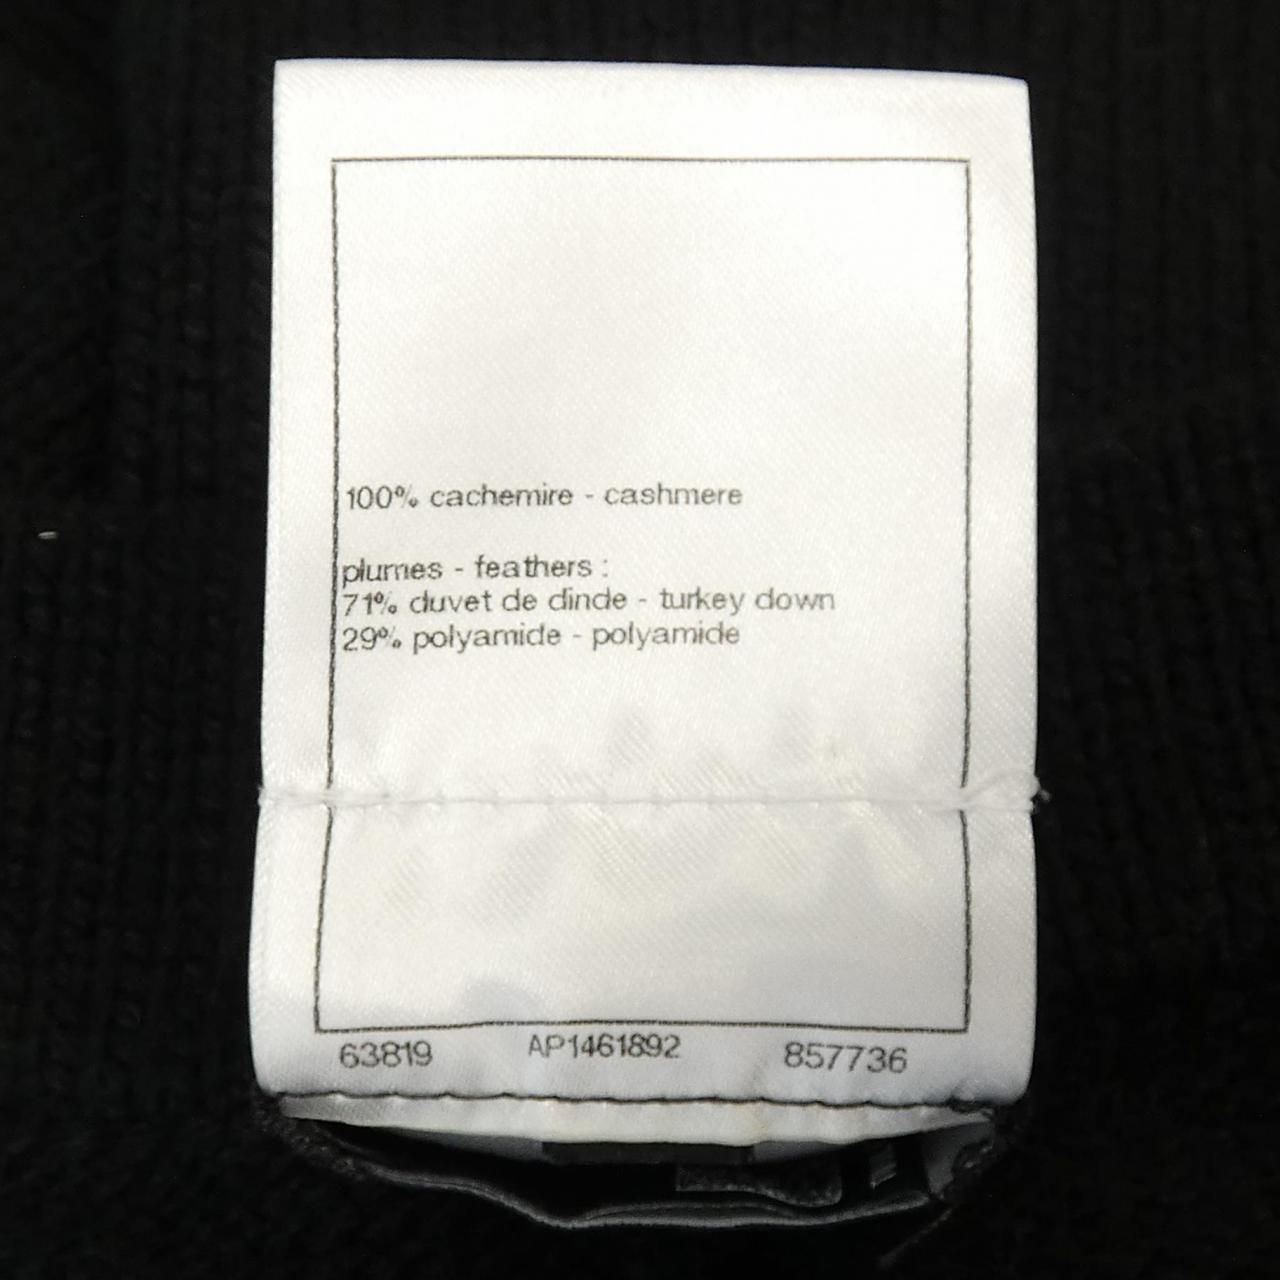 100% cachemire - cashmere
plumes - feathers :
71% duvet de dinde - turkey down
29% polyamide - polyamide
63819 AP1461892 857736